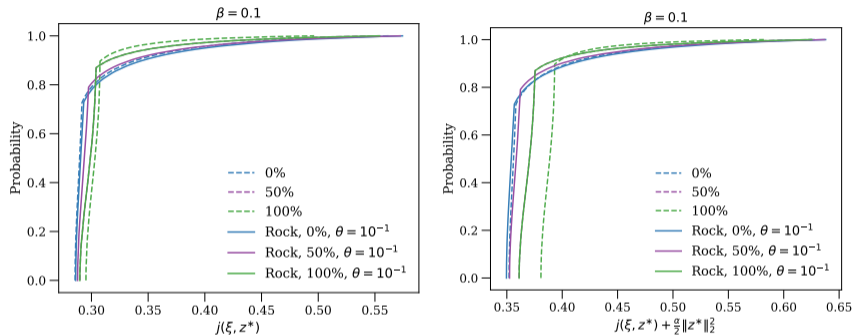 β = 0.1
Probability
1.0
0.8
0.6
0.4
0.2
0.0
0%
50%
100%
Rock, 0%, θ = 10⁻¹
Rock, 50%, θ = 10⁻¹
Rock, 100%, θ = 10⁻¹
0.30 0.35 0.40 0.45 0.50 0.55
j(ξ, z*)
β = 0.1
Probability
1.0
0.8
0.6
0.4
0.2
0.0
0%
50%
100%
Rock, 0%, θ = 10⁻¹
Rock, 50%, θ = 10⁻¹
Rock, 100%, θ = 10⁻¹
0.35 0.40 0.45 0.50 0.55 0.60 0.65
j(ξ, z*) + α/2 ||z*||₂²